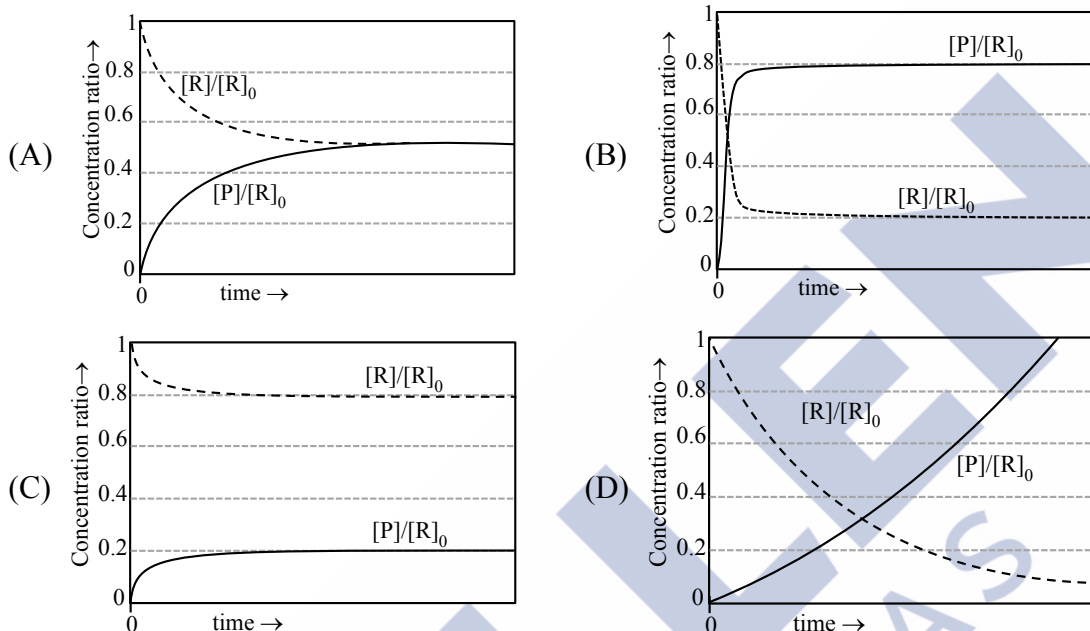 (A)
Concentration ratio→
1
0.8
0.6
0.4
0.2
0
[R]/[R]0
[P]/[R]0
0
time →
(B)
Concentration ratio→
1
0.8
0.6
0.4
0.2
0
[P]/[R]0
[R]/[R]0
0
time →
(C)
Concentration ratio→
1
0.8
0.6
0.4
0.2
0
[R]/[R]0
[P]/[R]0
0
time →
(D)
Concentration ratio→
1
0.8
0.6
0.4
0.2
0
[R]/[R]0
[P]/[R]0
0
time →